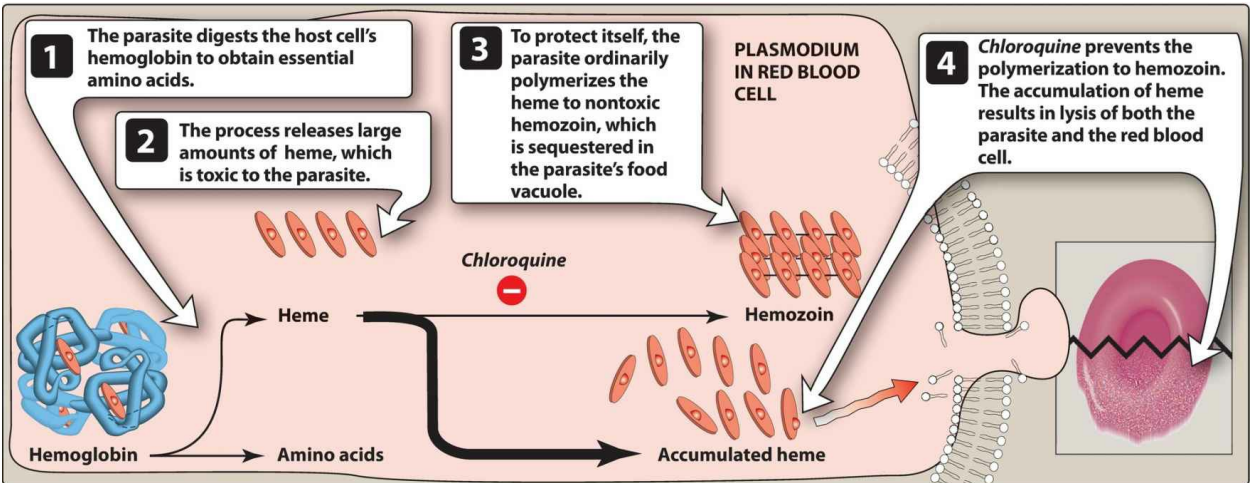 1
The parasite digests the host cell's
hemoglobin to obtain essential
amino acids.
2
The process releases large
amounts of heme, which
is toxic to the parasite.
3
To protect itself, the
parasite ordinarily
polymerizes the
heme to nontoxic
hemozoin, which
is sequestered in
the parasite's food
vacuole.
PLASMODIUM
IN RED BLOOD
CELL
4
Chloroquine prevents the
polymerization to hemozoin.
The accumulation of heme
results in lysis of both the
parasite and the red blood
cell.
Chloroquine
Heme
Hemozoin
Hemoglobin
Amino acids
Accumulated heme